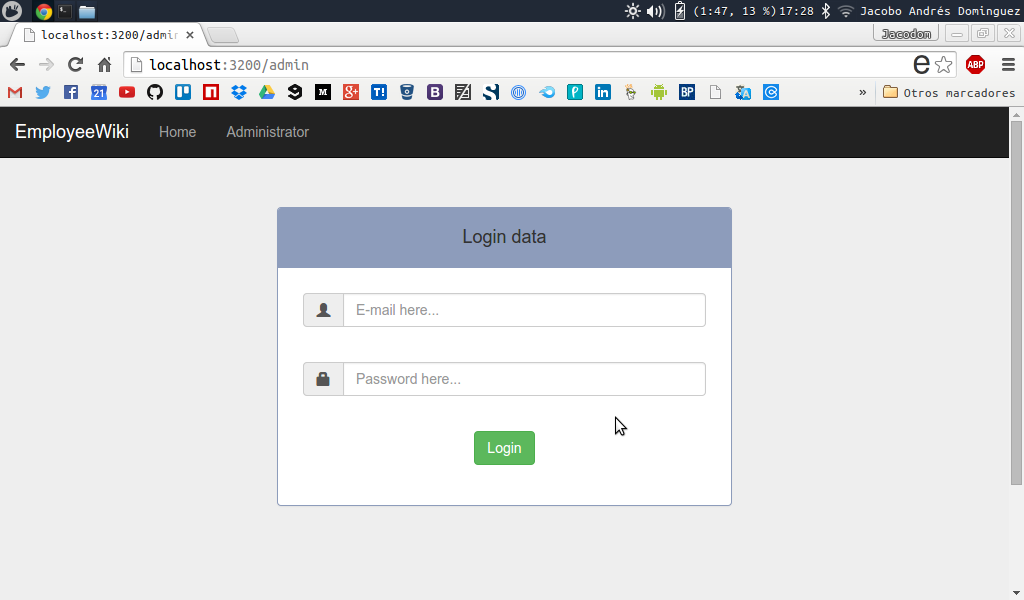 (1:47, 13 %) 17:28 Jacobo Andrés Dominguez
localhost:3200/admin
Jacodom
localhost:3200/admin
ABP
21
M
T!
B
BP
» Otros marcadores
EmployeeWiki Home Administrator
Login data
E-mail here...
Password here...
Login